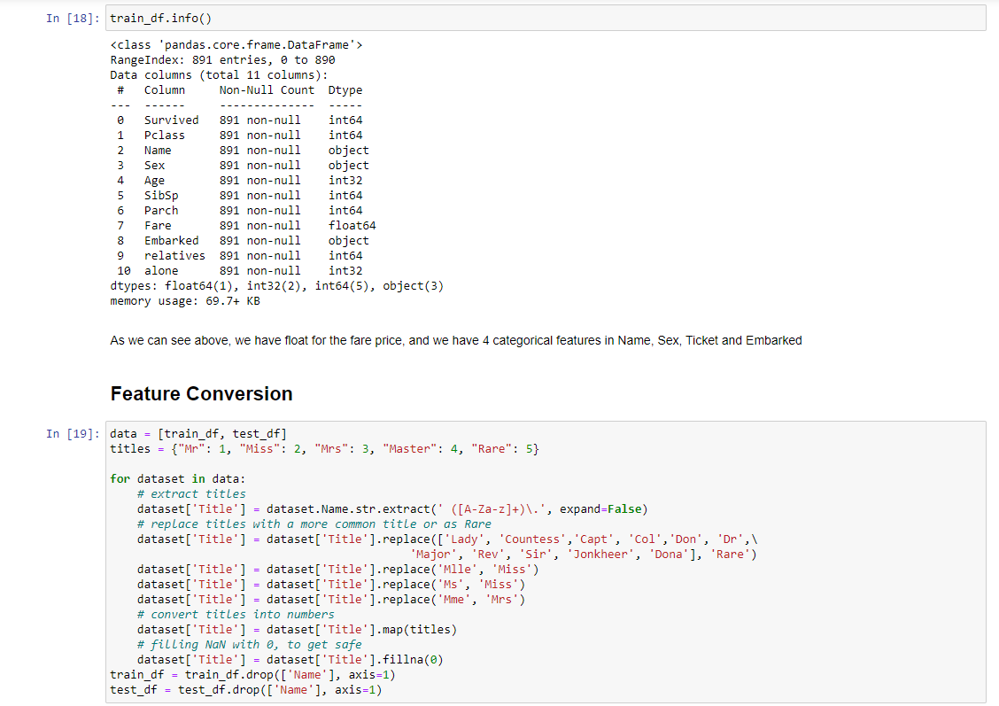 In [18]: train_df.info()
<class 'pandas.core.frame.DataFrame'>
RangeIndex: 891 entries, 0 to 890
Data columns (total 11 columns):
 #   Column     Non-Null Count  Dtype
---  ------     --------------  -----
 0   Survived   891 non-null    int64
 1   Pclass     891 non-null    int64
 2   Name       891 non-null    object
 3   Sex        891 non-null    object
 4   Age        891 non-null    int32
 5   SibSp      891 non-null    int64
 6   Parch      891 non-null    int64
 7   Fare       891 non-null    float64
 8   Embarked   891 non-null    object
 9   relatives  891 non-null    int64
 10  alone      891 non-null    int32
dtypes: float64(1), int32(2), int64(5), object(3)
memory usage: 69.7+ KB
As we can see above, we have float for the fare price, and we have 4 categorical features in Name, Sex, Ticket and Embarked
Feature Conversion
In [19]: data = [train_df, test_df]
titles = {"Mr": 1, "Miss": 2, "Mrs": 3, "Master": 4, "Rare": 5}
for dataset in data:
    # extract titles
    dataset['Title'] = dataset.Name.str.extract(' ([A-Za-z]+)\.', expand=False)
    # replace titles with a more common title or as Rare
    dataset['Title'] = dataset['Title'].replace(['Lady', 'Countess','Capt', 'Col','Don', 'Dr',\
                                            'Major', 'Rev', 'Sir', 'Jonkheer', 'Dona'], 'Rare')
    dataset['Title'] = dataset['Title'].replace('Mlle', 'Miss')
    dataset['Title'] = dataset['Title'].replace('Ms', 'Miss')
    dataset['Title'] = dataset['Title'].replace('Mme', 'Mrs')
    # convert titles into numbers
    dataset['Title'] = dataset['Title'].map(titles)
    # filling NaN with 0, to get safe
    dataset['Title'] = dataset['Title'].fillna(0)
train_df = train_df.drop(['Name'], axis=1)
test_df = test_df.drop(['Name'], axis=1)